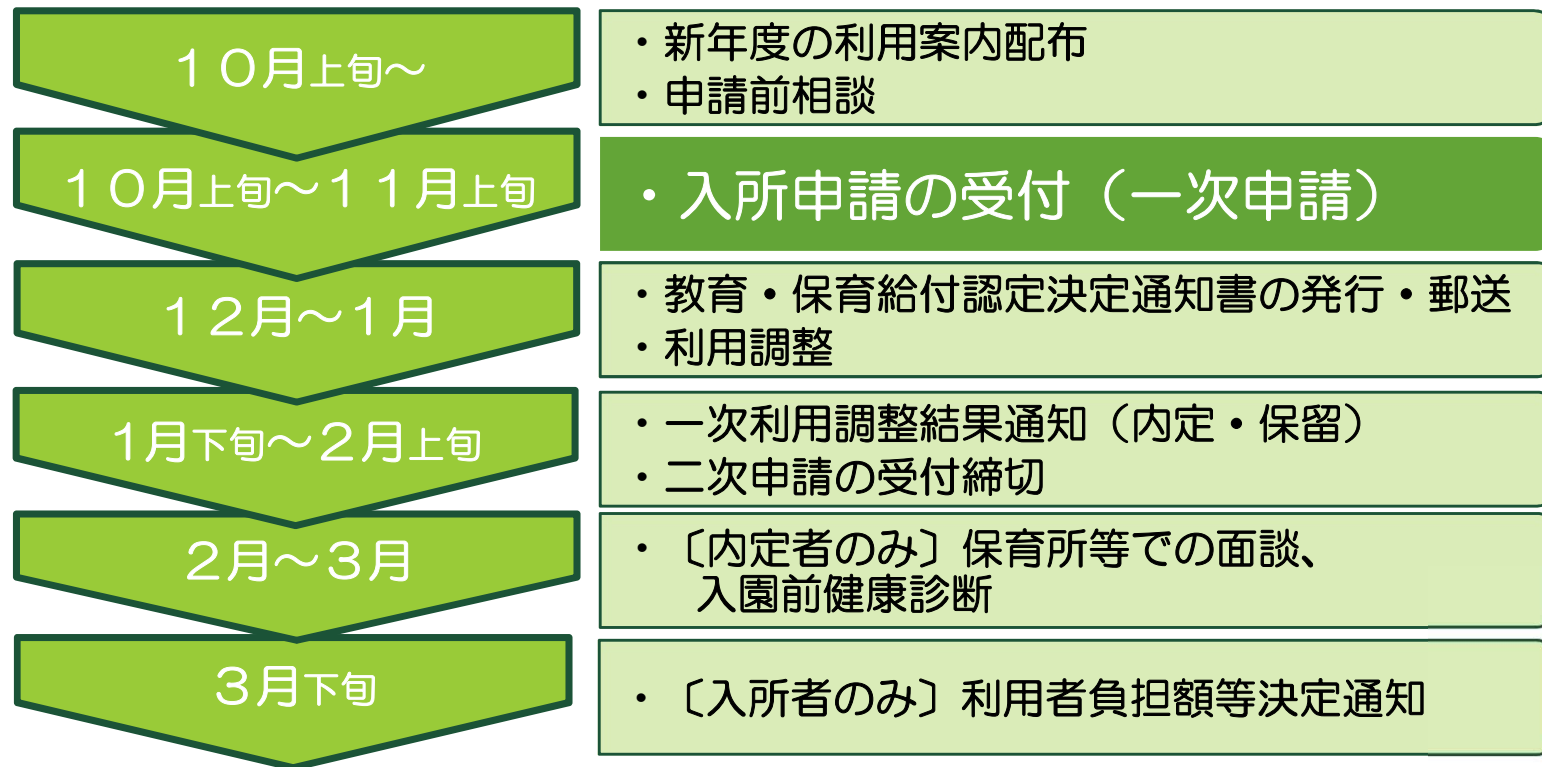 10月上旬～
・新年度の利用案内配布
・申請前相談
10月上旬～11月上旬
・入所申請の受付（一次申請）
12月～1月
・教育・保育給付認定決定通知書の発行・郵送
・利用調整
1月下旬～2月上旬
・一次利用調整結果通知（内定・保留）
・二次申請の受付締切
2月～3月
・〔内定者のみ〕保育所等での面談、
入園前健康診断
3月下旬
・〔入所者のみ〕利用者負担額等決定通知